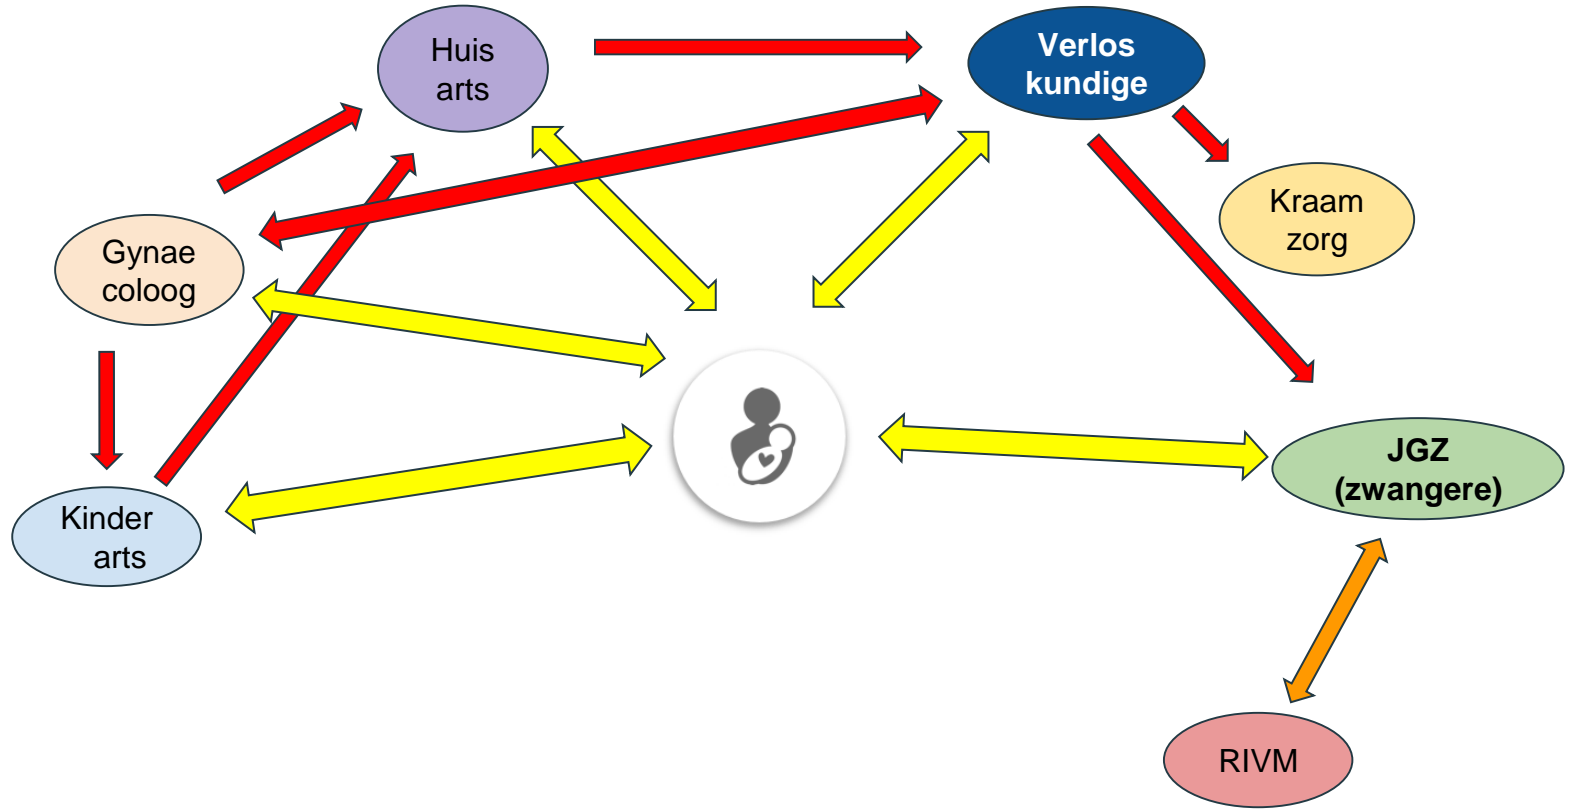 Huis
arts
Verlos
kundige
Kraam
zorg
Gynae
coloog
JGZ
(zwangere)
Kinder
arts
RIVM